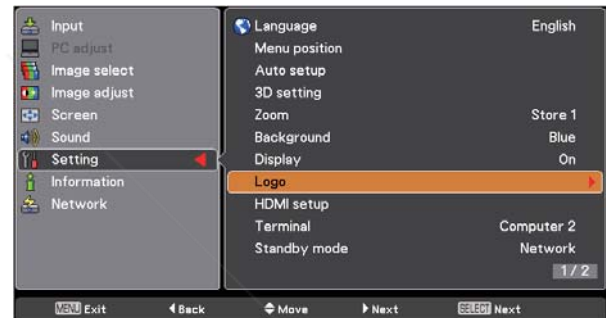 Input
PC adjust
Image select
Image adjust
Screen
Sound
Setting
Information
Network
Language English
Menu position
Auto setup
3D setting
Zoom Store 1
Background Blue
Display On
Logo
HDMI setup
Terminal Computer 2
Standby mode Network
1 / 2
MENU Exit Back Move Next SELECT Next